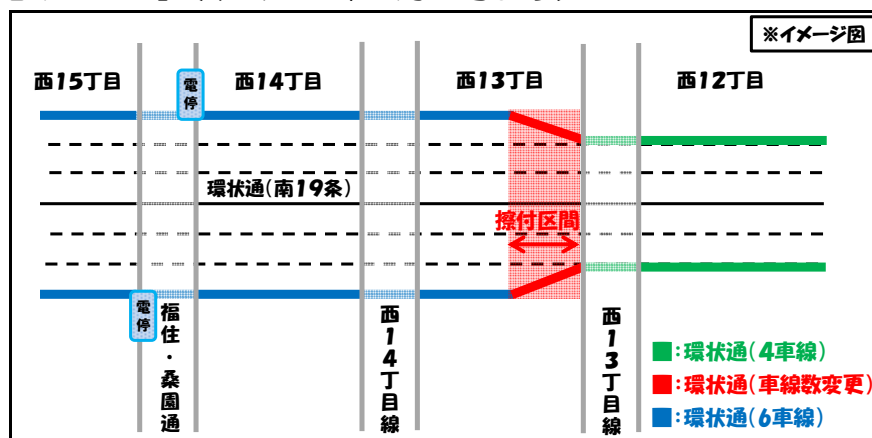 ※イメージ図
西15丁目
電停
西14丁目
西13丁目
西12丁目
環状通(南19条)
擦付区間
電停
福住・桑園通
西14丁目線
西13丁目線
■:環状通(4車線)
■:環状通(車線数変更)
■:環状通(6車線)